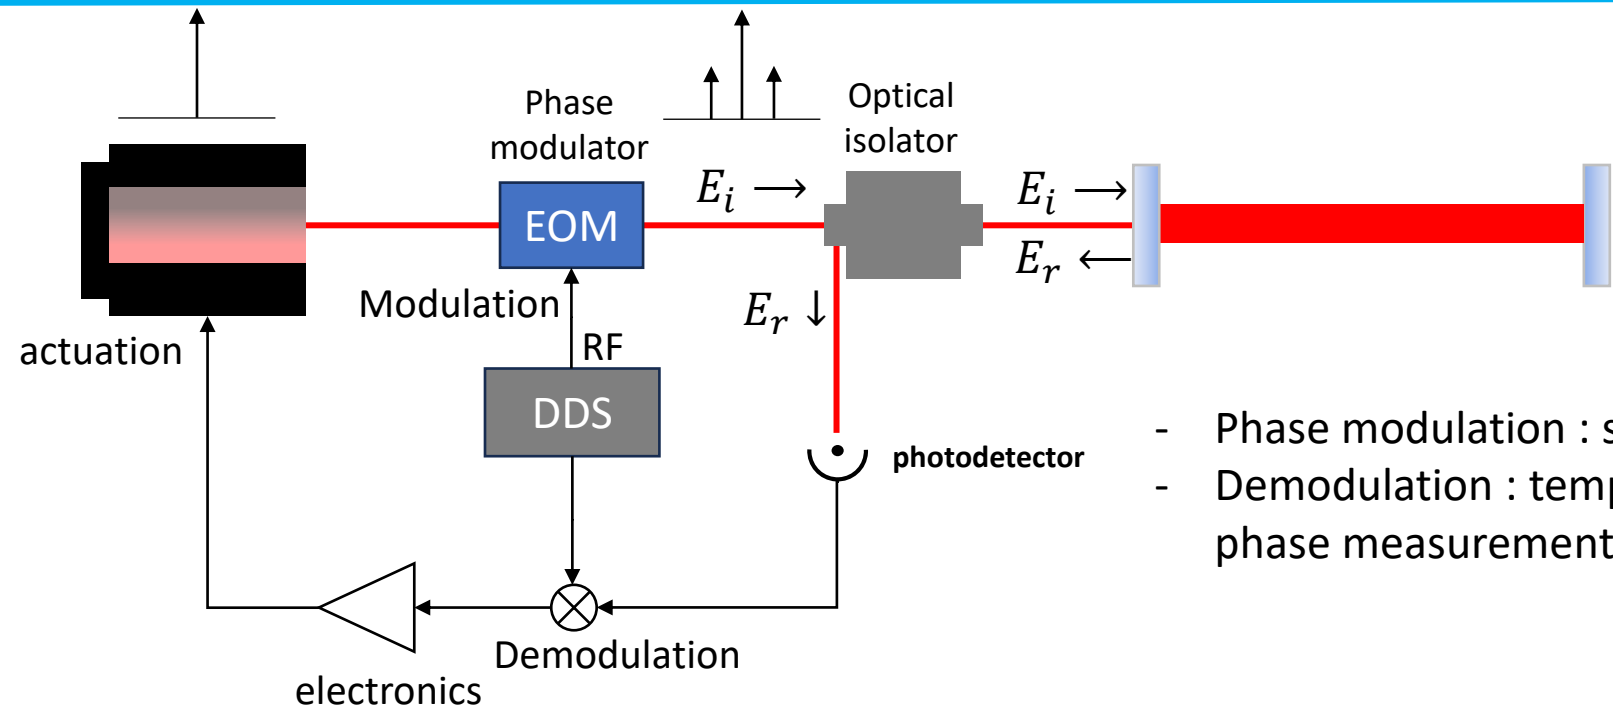 Phase
modulator
Optical
isolator
E_i →
E_i →
EOM
E_r ←
Modulation
E_r ↓
actuation
RF
DDS
- Phase modulation :
photodetector
- Demodulation :
phase measurement
Demodulation
electronics